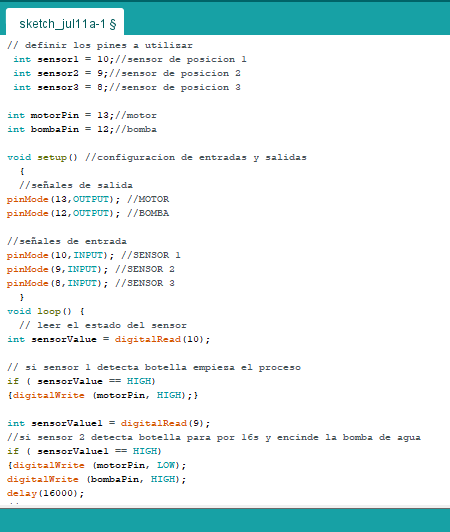 sketch_jul11a-1 §
// definir los pines a utilizar
int sensor1 = 10;//sensor de posicion 1
int sensor2 = 9;//sensor de posicion 2
int sensor3 = 8;//sensor de posicion 3
int motorPin = 13;//motor
int bombaPin = 12;//bomba
void setup() //configuracion de entradas y salidas
{
//señales de salida
pinMode(13,OUTPUT); //MOTOR
pinMode(12,OUTPUT); //BOMBA
//señales de entrada
pinMode(10,INPUT); //SENSOR 1
pinMode(9,INPUT); //SENSOR 2
pinMode(8,INPUT); //SENSOR 3
}
void loop() {
// leer el estado del sensor
int sensorValue = digitalRead(10);
// si sensor 1 detecta botella empieza el proceso
if ( sensorValue == HIGH)
{digitalWrite (motorPin, HIGH);}
int sensorValue1 = digitalRead(9);
//si sensor 2 detecta botella para por 16s y encinde la bomba de agua
if ( sensorValue1 == HIGH)
{digitalWrite (motorPin, LOW);
digitalWrite (bombaPin, HIGH);
delay(16000);